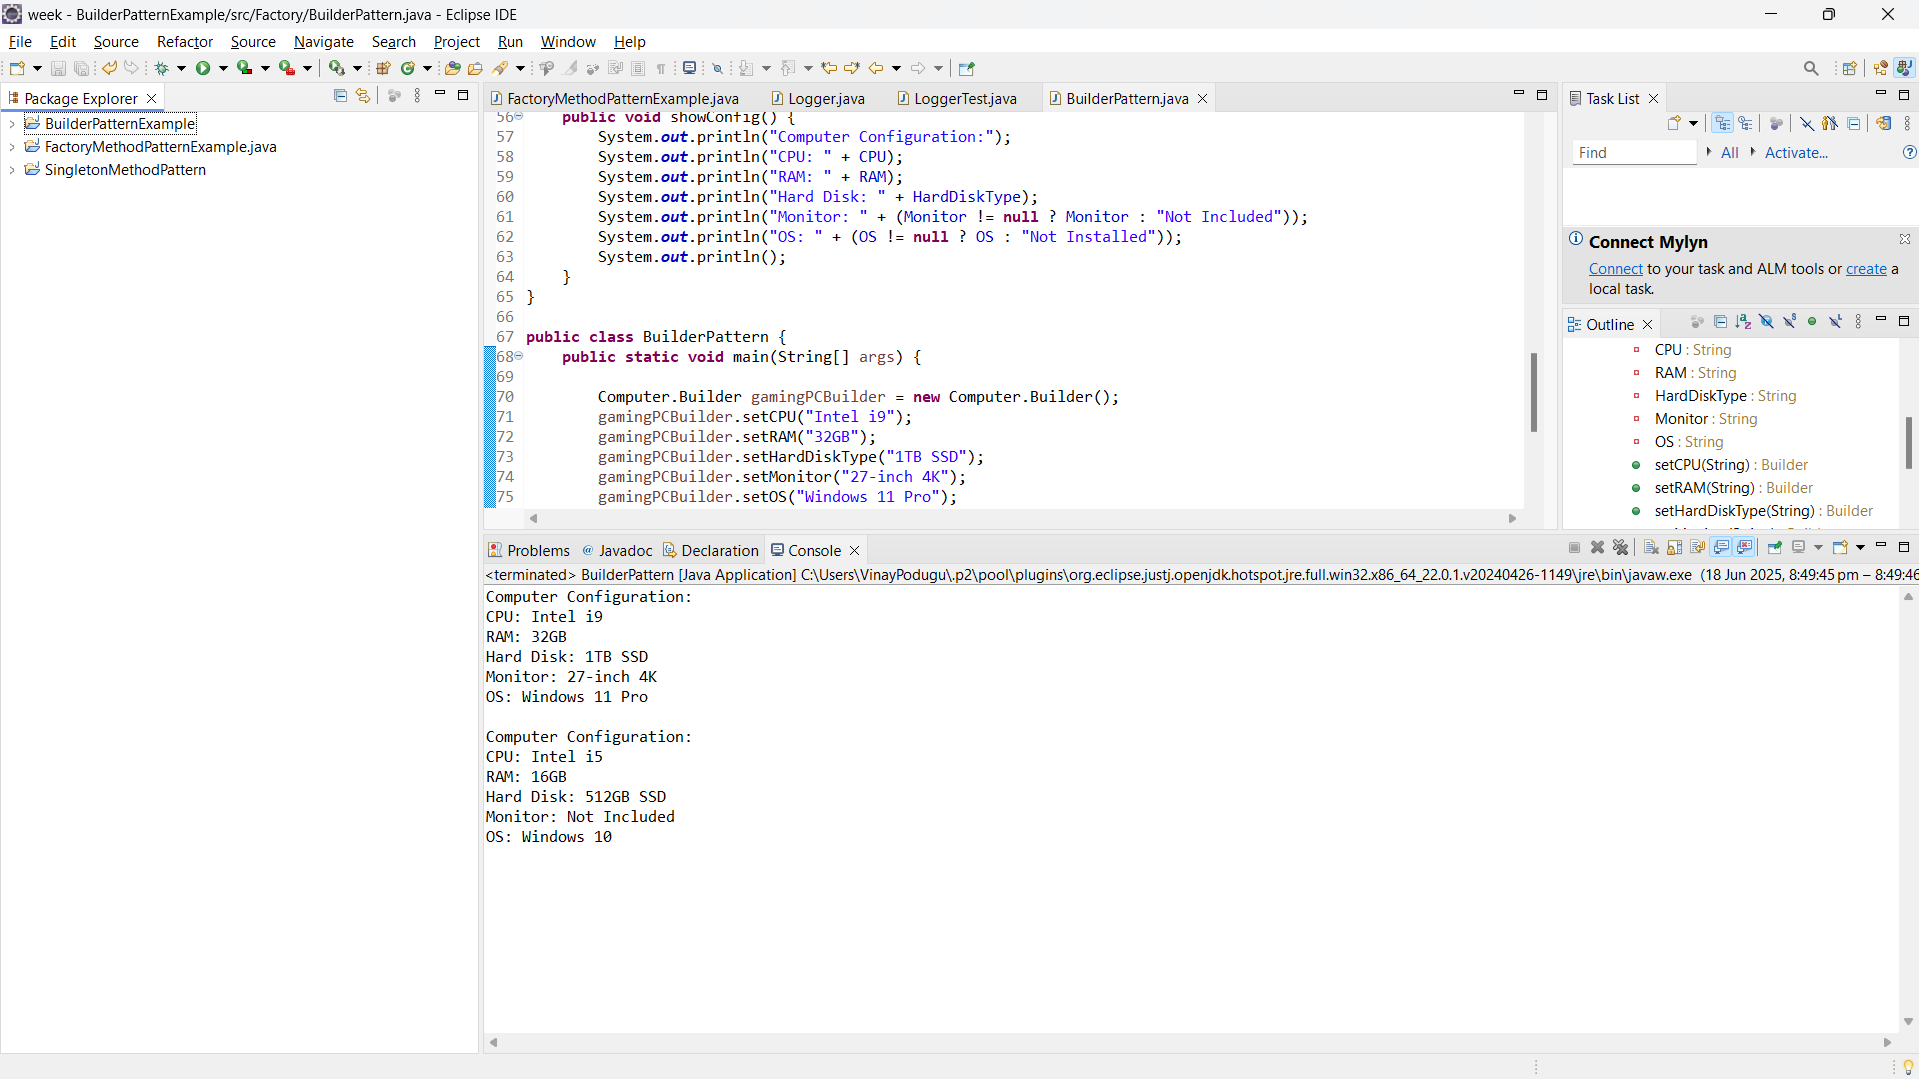 week - BuilderPatternExample/src/Factory/BuilderPattern.java - Eclipse IDE
File Edit Source Refactor Source Navigate Search Project Run Window Help
Package Explorer
BuilderPatternExample
FactoryMethodPatternExample.java
SingletonMethodPattern
FactoryMethodPatternExample.java Logger.java LoggerTest.java BuilderPattern.java
56 public void showConfig() {
57 System.out.println("Computer Configuration:");
58 System.out.println("CPU: " + CPU);
59 System.out.println("RAM: " + RAM);
60 System.out.println("Hard Disk: " + HardDiskType);
61 System.out.println("Monitor: " + (Monitor != null ? Monitor : "Not Included"));
62 System.out.println("OS: " + (OS != null ? OS : "Not Installed"));
63 System.out.println();
64 }
65 }
66
67 public class BuilderPattern {
68 public static void main(String[] args) {
69
70 Computer.Builder gamingPCBuilder = new Computer.Builder();
71 gamingPCBuilder.setCPU("Intel i9");
72 gamingPCBuilder.setRAM("32GB");
73 gamingPCBuilder.setHardDiskType("1TB SSD");
74 gamingPCBuilder.setMonitor("27-inch 4K");
75 gamingPCBuilder.setOS("Windows 11 Pro");
Task List
Find All Activate...
Connect Mylyn
Connect to your task and ALM tools or create a
local task.
Outline
CPU : String
RAM : String
HardDiskType : String
Monitor : String
OS : String
setCPU(String) : Builder
setRAM(String) : Builder
setHardDiskType(String) : Builder
Problems Javadoc Declaration Console
<terminated> BuilderPattern [Java Application] C:\Users\VinayPodugu\.p2\pool\plugins\org.eclipse.justj.openjdk.hotspot.jre.full.win32.x86_64_22.0.1.v20240426-1149\jre\bin\javaw.exe (18 Jun 2025, 8:49:45 pm – 8:49:46
Computer Configuration:
CPU: Intel i9
RAM: 32GB
Hard Disk: 1TB SSD
Monitor: 27-inch 4K
OS: Windows 11 Pro
Computer Configuration:
CPU: Intel i5
RAM: 16GB
Hard Disk: 512GB SSD
Monitor: Not Included
OS: Windows 10